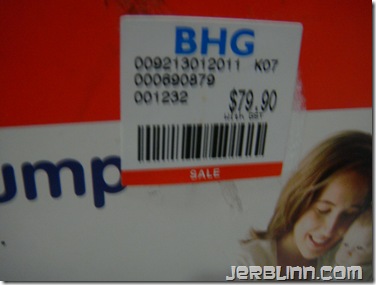 BHG
009213012011 K07
000690879
001232 $79.90
With GST
SALE
ump
JERBLINN.COM